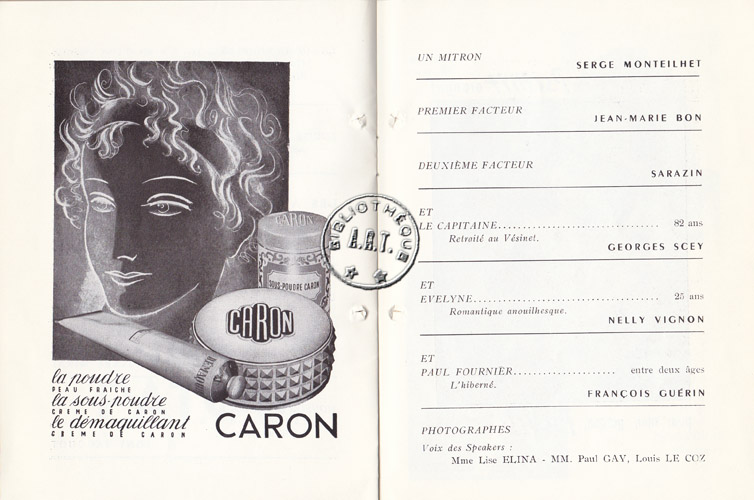 CARON
SOUS-POUDRE CARON
CARON
la poudre
PEAU FRAICHE
la sous-poudre
CREME DE CARON
le démaquillant
CREME DE CARON
CARON
BIBLIOTHÈQUE
A.R.T.
UN MITRON
SERGE MONTEILHET
PREMIER FACTEUR
JEAN-MARIE BON
DEUXIÈME FACTEUR
SARAZIN
ET
LE CAPITAINE................................ 82 ans
Retraité au Vésinet.
GEORGES SCEY
ET
EVELYNE..................................... 25 ans
Romantique anouilhesque.
NELLY VIGNON
ET
PAUL FOURNIER.................... entre deux âges
L'hiberné.
FRANÇOIS GUÉRIN
PHOTOGRAPHES
Voix des Speakers :
Mme Lise ELINA - MM. Paul GAY, Louis LE COZ